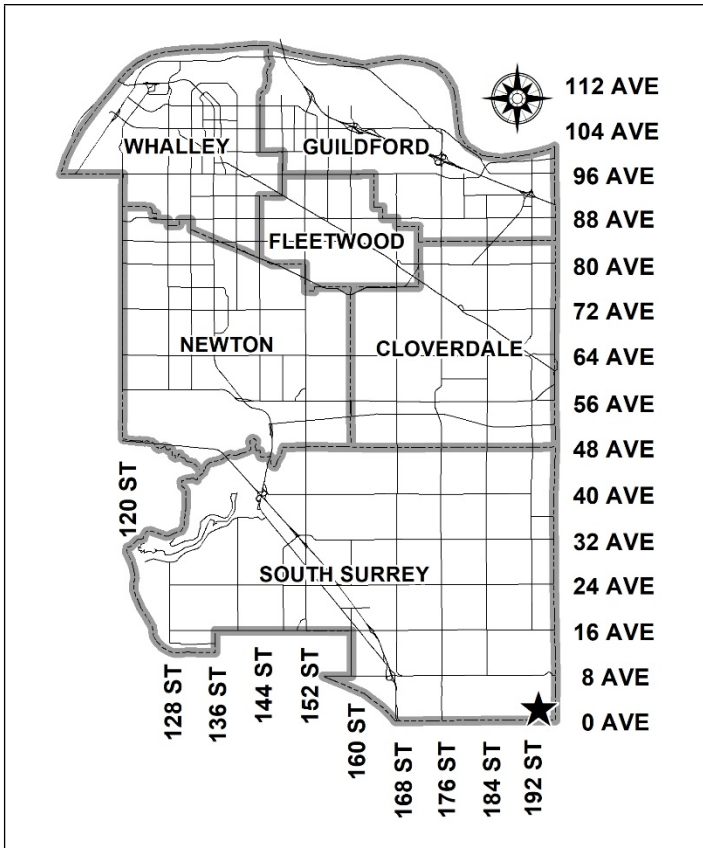 112 AVE
104 AVE
WHALLEY
GUILDFORD
96 AVE
88 AVE
FLEETWOOD
80 AVE
72 AVE
NEWTON
CLOVERDALE
64 AVE
56 AVE
48 AVE
120 ST
40 AVE
32 AVE
SOUTH SURREY
24 AVE
16 AVE
8 AVE
0 AVE
128 ST
136 ST
144 ST
152 ST
160 ST
168 ST
176 ST
184 ST
192 ST